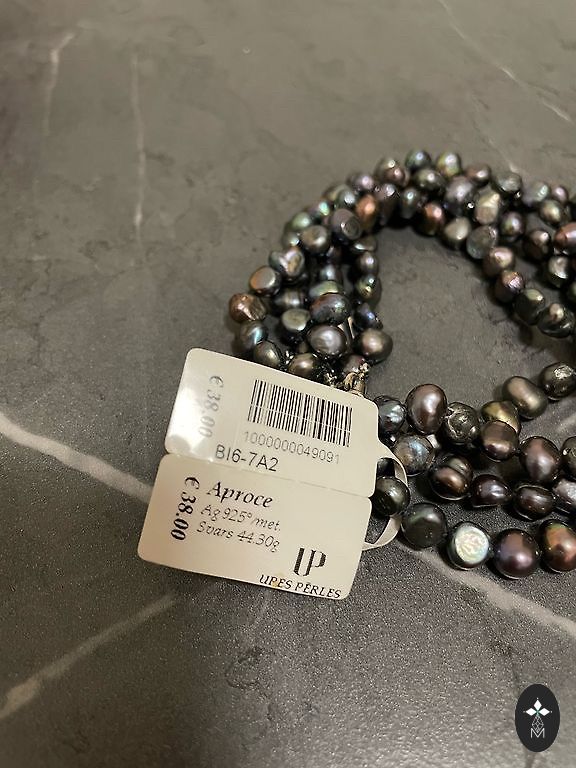 € 38.00
1000000049091
BI6-7A2
€ 38.00
Aproce
Ag 925°/met.
Svars 44.30g
UP
UPES PĒRLES
M